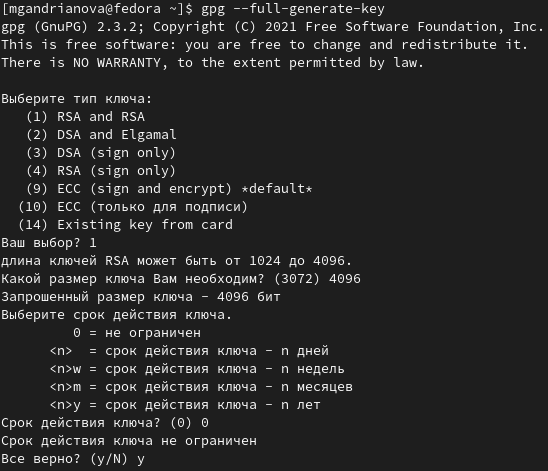 [mgandrianova@fedora ~]$ gpg --full-generate-key
gpg (GnuPG) 2.3.2; Copyright (C) 2021 Free Software Foundation, Inc.
This is free software: you are free to change and redistribute it.
There is NO WARRANTY, to the extent permitted by law.

Выберите тип ключа:
   (1) RSA and RSA
   (2) DSA and Elgamal
   (3) DSA (sign only)
   (4) RSA (sign only)
   (9) ECC (sign and encrypt) *default*
  (10) ECC (только для подписи)
  (14) Existing key from card
Ваш выбор? 1
длина ключей RSA может быть от 1024 до 4096.
Какой размер ключа Вам необходим? (3072) 4096
Запрошенный размер ключа - 4096 бит
Выберите срок действия ключа.
         0 = не ограничен
      <n>  = срок действия ключа - n дней
      <n>w = срок действия ключа - n недель
      <n>m = срок действия ключа - n месяцев
      <n>y = срок действия ключа - n лет
Срок действия ключа? (0) 0
Срок действия ключа не ограничен
Все верно? (y/N) y